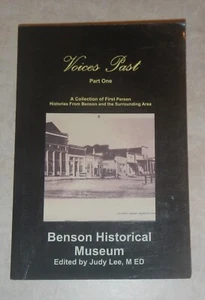 Voices Past
Part One
A Collection of First Person
Histories From Benson and the Surrounding Area
Benson Historical
Museum
Edited by Judy Lee, M ED